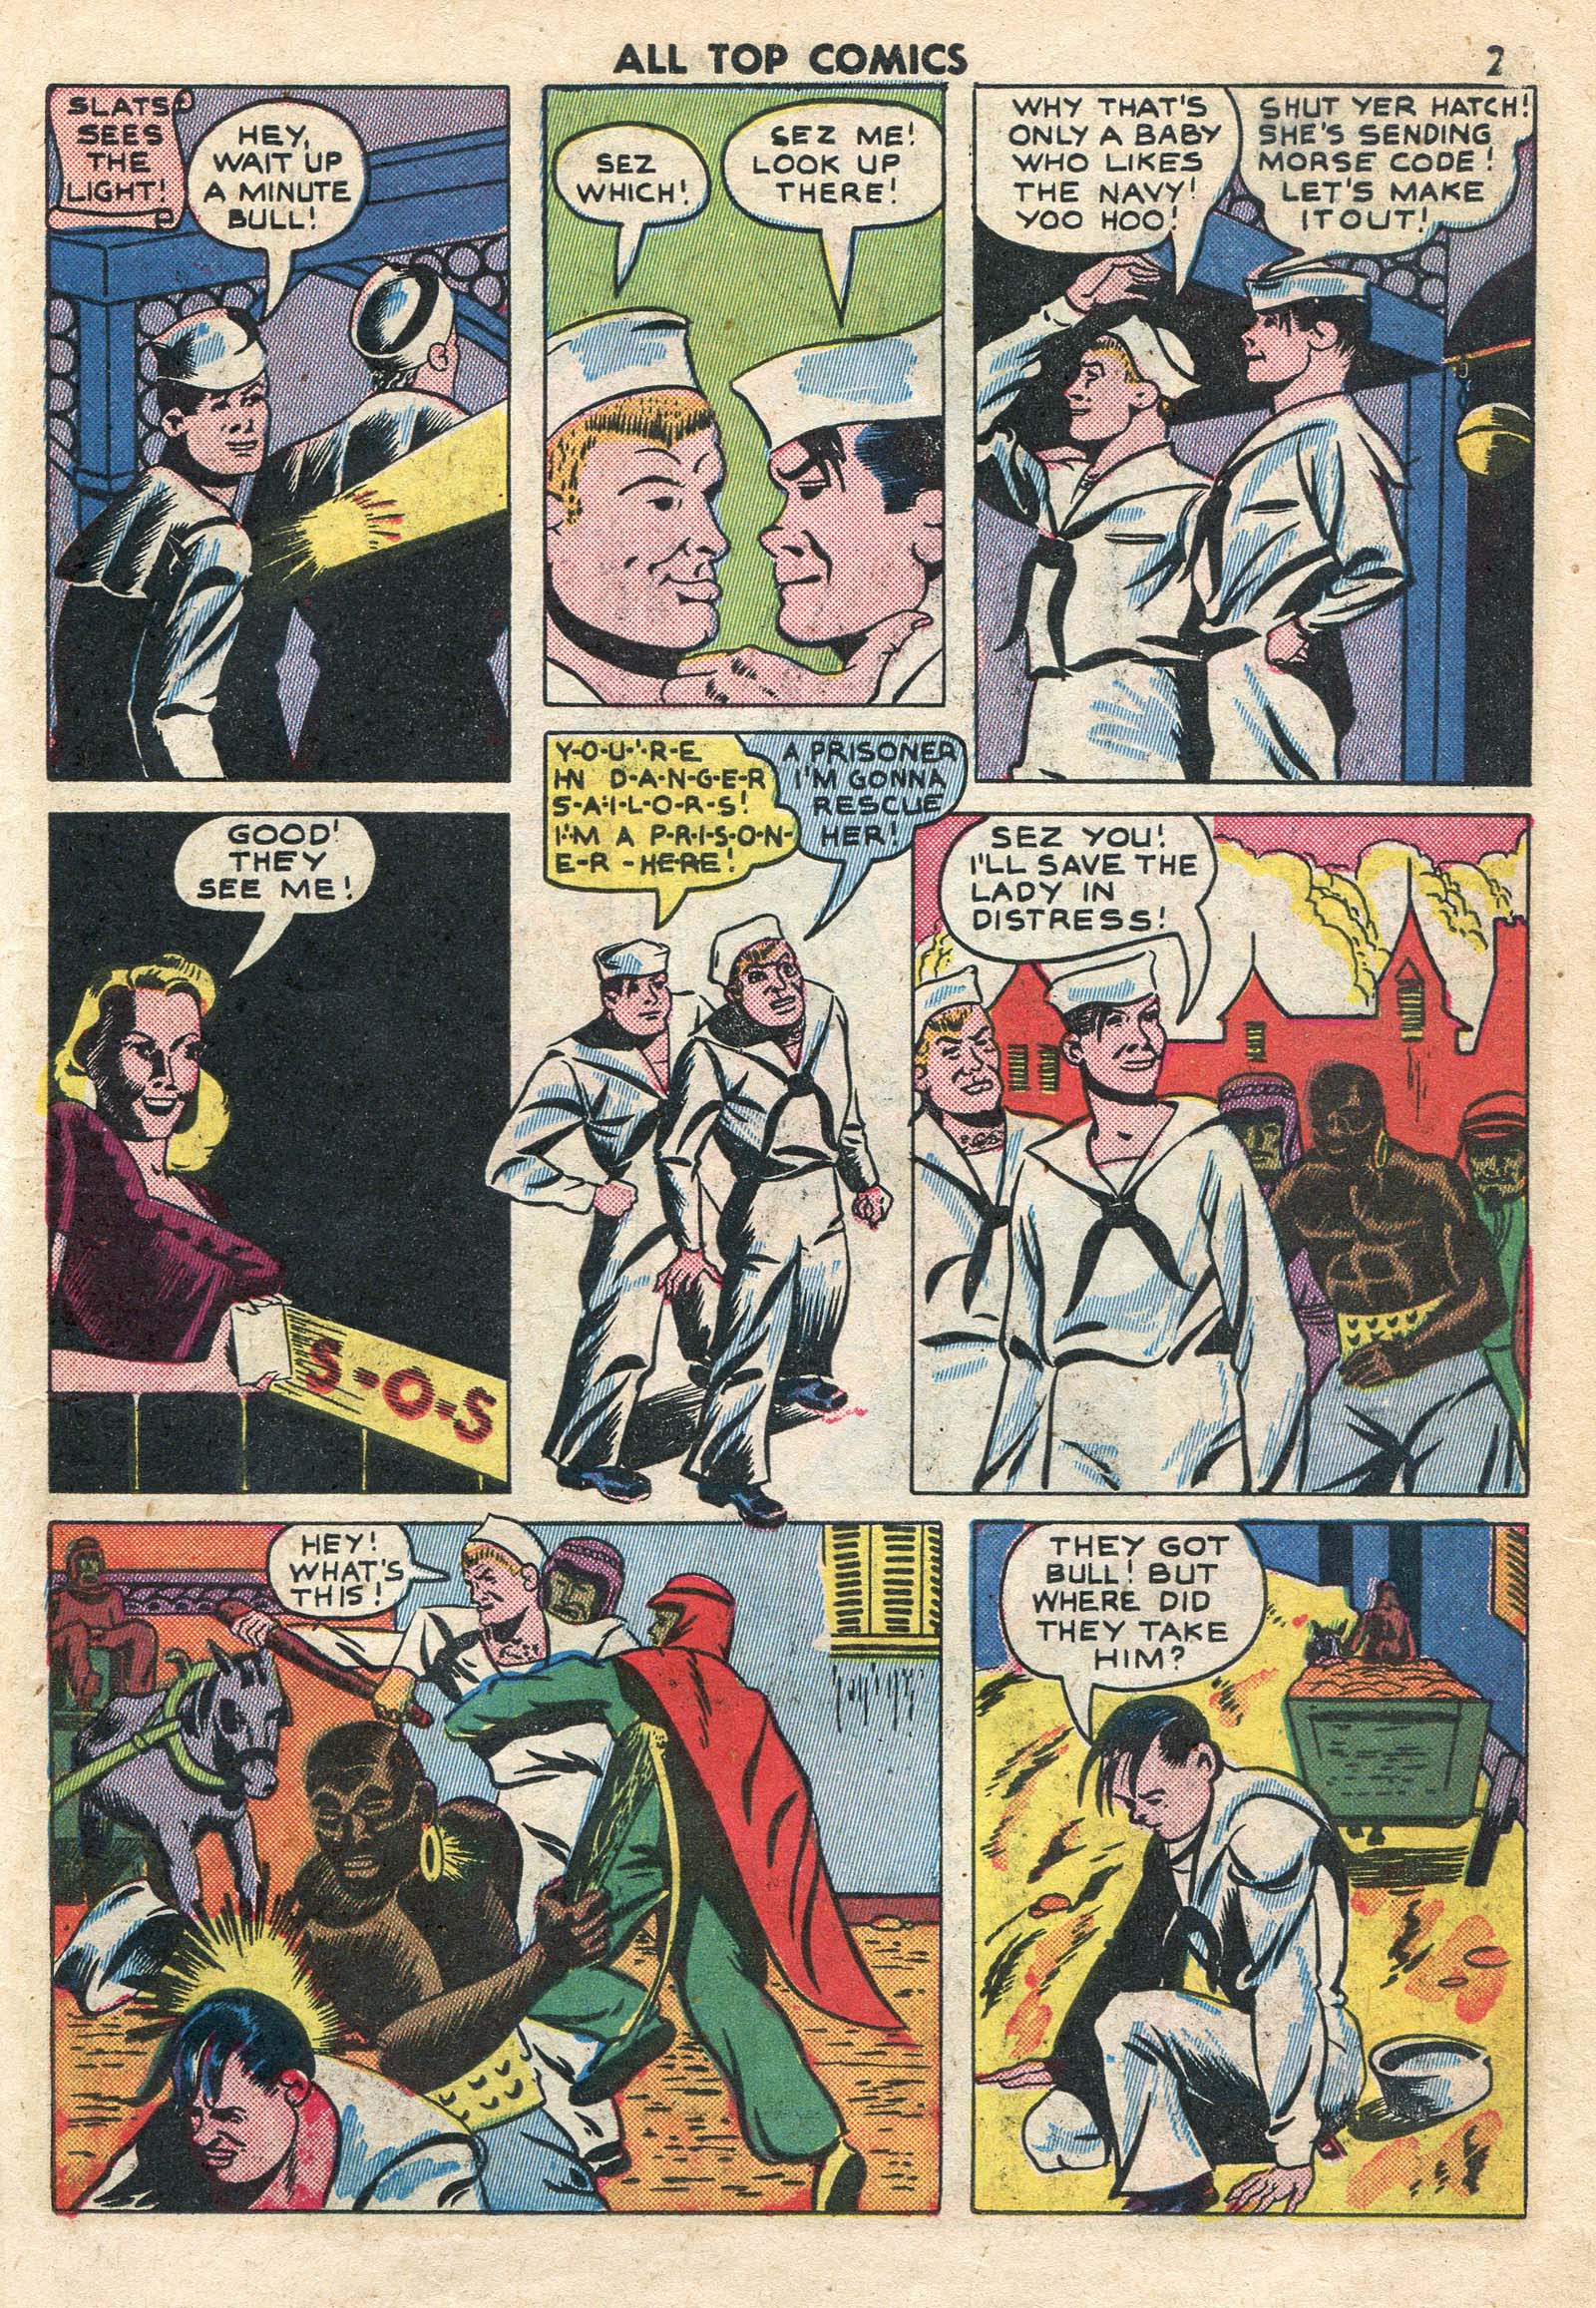 ALL TOP COMICS
2
SLATS
SEES
THE
LIGHT!
HEY,
WAIT UP
A MINUTE
BULL!
SEZ
WHICH!
SEZ ME!
LOOK UP
THERE!
WHY THAT'S
ONLY A BABY
WHO LIKES
THE NAVY!
YOO HOO!
SHUT YER HATCH!
SHE'S SENDING
MORSE CODE!
LET'S MAKE
IT OUT!
GOOD!
THEY
SEE ME!
S-O-S
Y-O-U-'-R-E
IN D-A-N-G-E-R
S-A-I-L-O-R-S!
I'M A P-R-I-S-O-N-
E-R - HERE!
A PRISONER
I'M GONNA
RESCUE
HER!
SEZ YOU!
I'LL SAVE THE
LADY IN
DISTRESS!
HEY!
WHAT'S
THIS!
THEY GOT
BULL! BUT
WHERE DID
THEY TAKE
HIM?